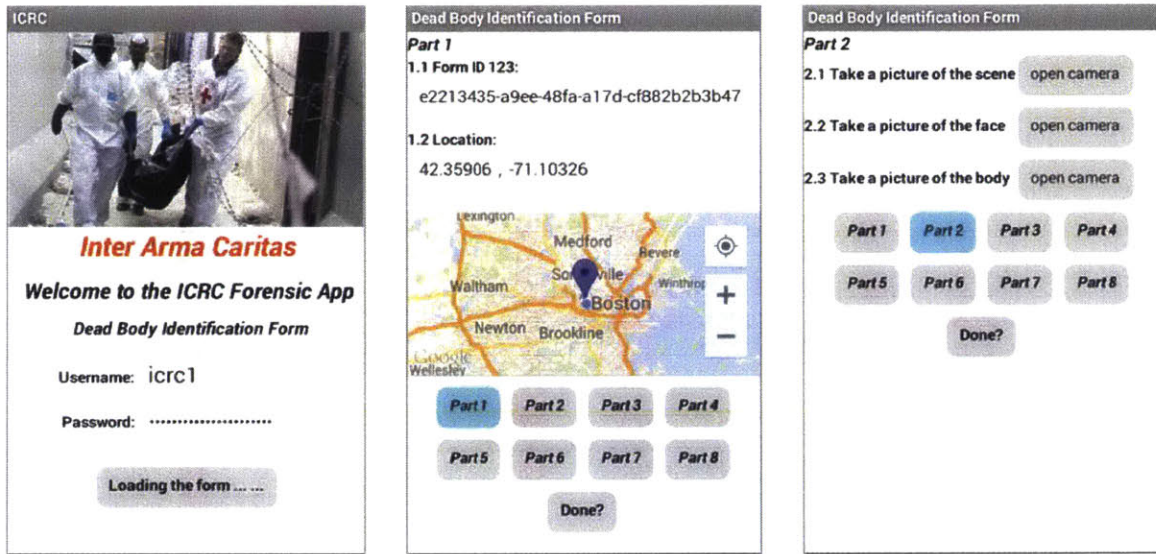 ICRC
Inter Arma Caritas
Welcome to the ICRC Forensic App
Dead Body Identification Form
Username: icrc1
Password: ••••••••••••••••••••••
Loading the form ... ...
Dead Body Identification Form
Part 1
1.1 Form ID 123:
e2213435-a9ee-48fa-a17d-cf882b2b3b47
1.2 Location:
42.35906 , -71.10326
Lexington
Medford
Revere
Waltham
Boston
Newton
Brookline
Google
Wellesley
+
−
Part 1 Part 2 Part 3 Part 4
Part 5 Part 6 Part 7 Part 8
Done?
Dead Body Identification Form
Part 2
2.1 Take a picture of the scene open camera
2.2 Take a picture of the face open camera
2.3 Take a picture of the body open camera
Part 1 Part 2 Part 3 Part 4
Part 5 Part 6 Part 7 Part 8
Done?